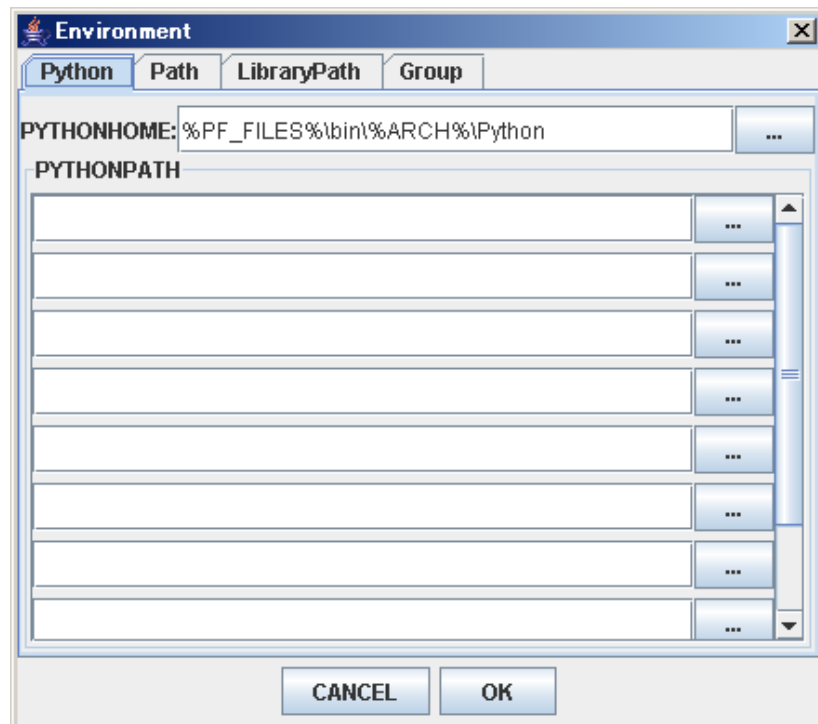 Environment
Python Path LibraryPath Group
PYTHONHOME: %PF_FILES%\bin\%ARCH%\Python ...
PYTHONPATH
...
...
...
...
...
...
...
...
CANCEL OK